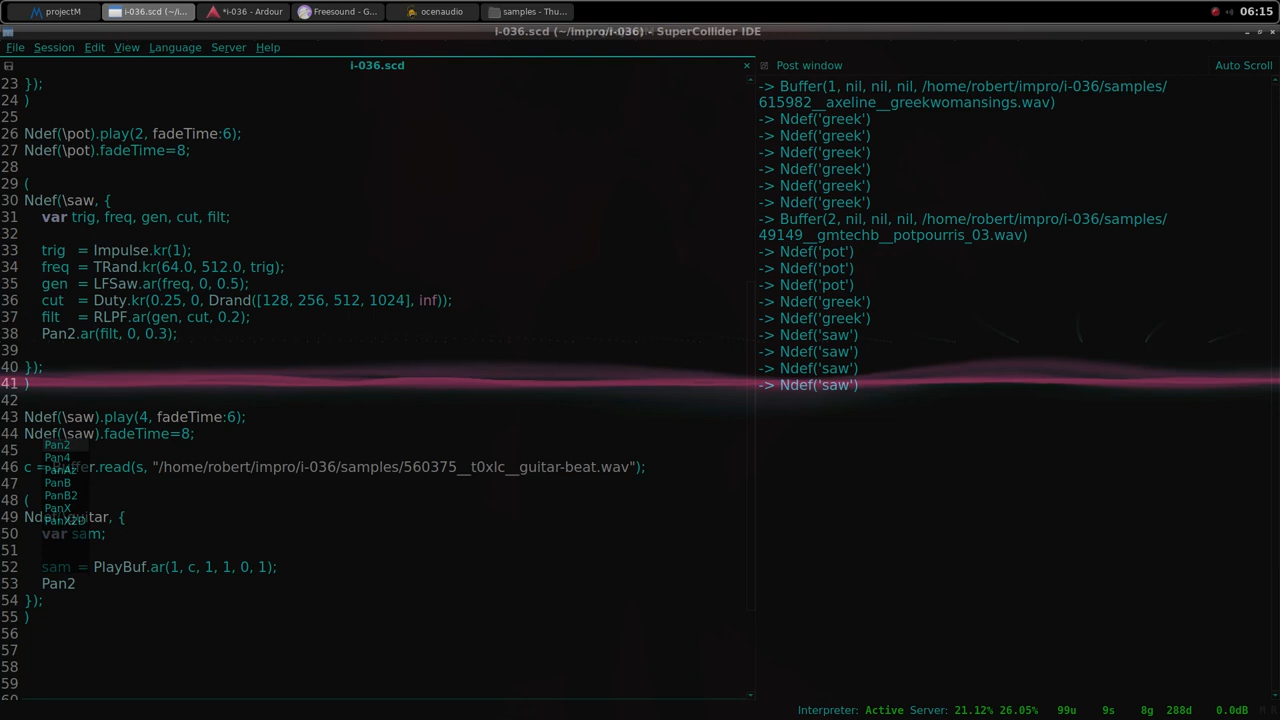 projectM
i-036.scd (~/i...
*i-036 - Ardour
Freesound - G...
ocenaudio
samples - Thu...
06:15
i-036.scd (~/impro/i-036) - SuperCollider IDE
File Session Edit View Language Server Help
i-036.scd
23 });
24 )
25
26 Ndef(\pot).play(2, fadeTime:6);
27 Ndef(\pot).fadeTime=8;
28
29 (
30 Ndef(\saw, {
31 var trig, freq, gen, cut, filt;
32
33 trig = Impulse.kr(1);
34 freq = TRand.kr(64.0, 512.0, trig);
35 gen = LFSaw.ar(freq, 0, 0.5);
36 cut = Duty.kr(0.25, 0, Drand([128, 256, 512, 1024], inf));
37 filt = RLPF.ar(gen, cut, 0.2);
38 Pan2.ar(filt, 0, 0.3);
39
40 });
41 )
42
43 Ndef(\saw).play(4, fadeTime:6);
44 Ndef(\saw).fadeTime=8;
45
46 c = Buffer.read(s, "/home/robert/impro/i-036/samples/560375__t0xlc__guitar-beat.wav");
47
48 (
49 Ndef(\guitar, {
50 var sam;
51
52 sam = PlayBuf.ar(1, c, 1, 1, 0, 1);
53 Pan2
54 });
55 )
56
57
58
59
60
Pan2
Pan4
PanAz
PanB
PanB2
PanX
PanX2D
Post window
Auto Scroll
-> Buffer(1, nil, nil, nil, /home/robert/impro/i-036/samples/
615982__axeline__greekwomansings.wav)
-> Ndef('greek')
-> Ndef('greek')
-> Ndef('greek')
-> Ndef('greek')
-> Ndef('greek')
-> Ndef('greek')
-> Buffer(2, nil, nil, nil, /home/robert/impro/i-036/samples/
49149__gmtechb__potpourris_03.wav)
-> Ndef('pot')
-> Ndef('pot')
-> Ndef('pot')
-> Ndef('greek')
-> Ndef('greek')
-> Ndef('saw')
-> Ndef('saw')
-> Ndef('saw')
-> Ndef('saw')
Interpreter: Active Server: 21.12% 26.05% 99u 9s 8g 288d 0.0dB